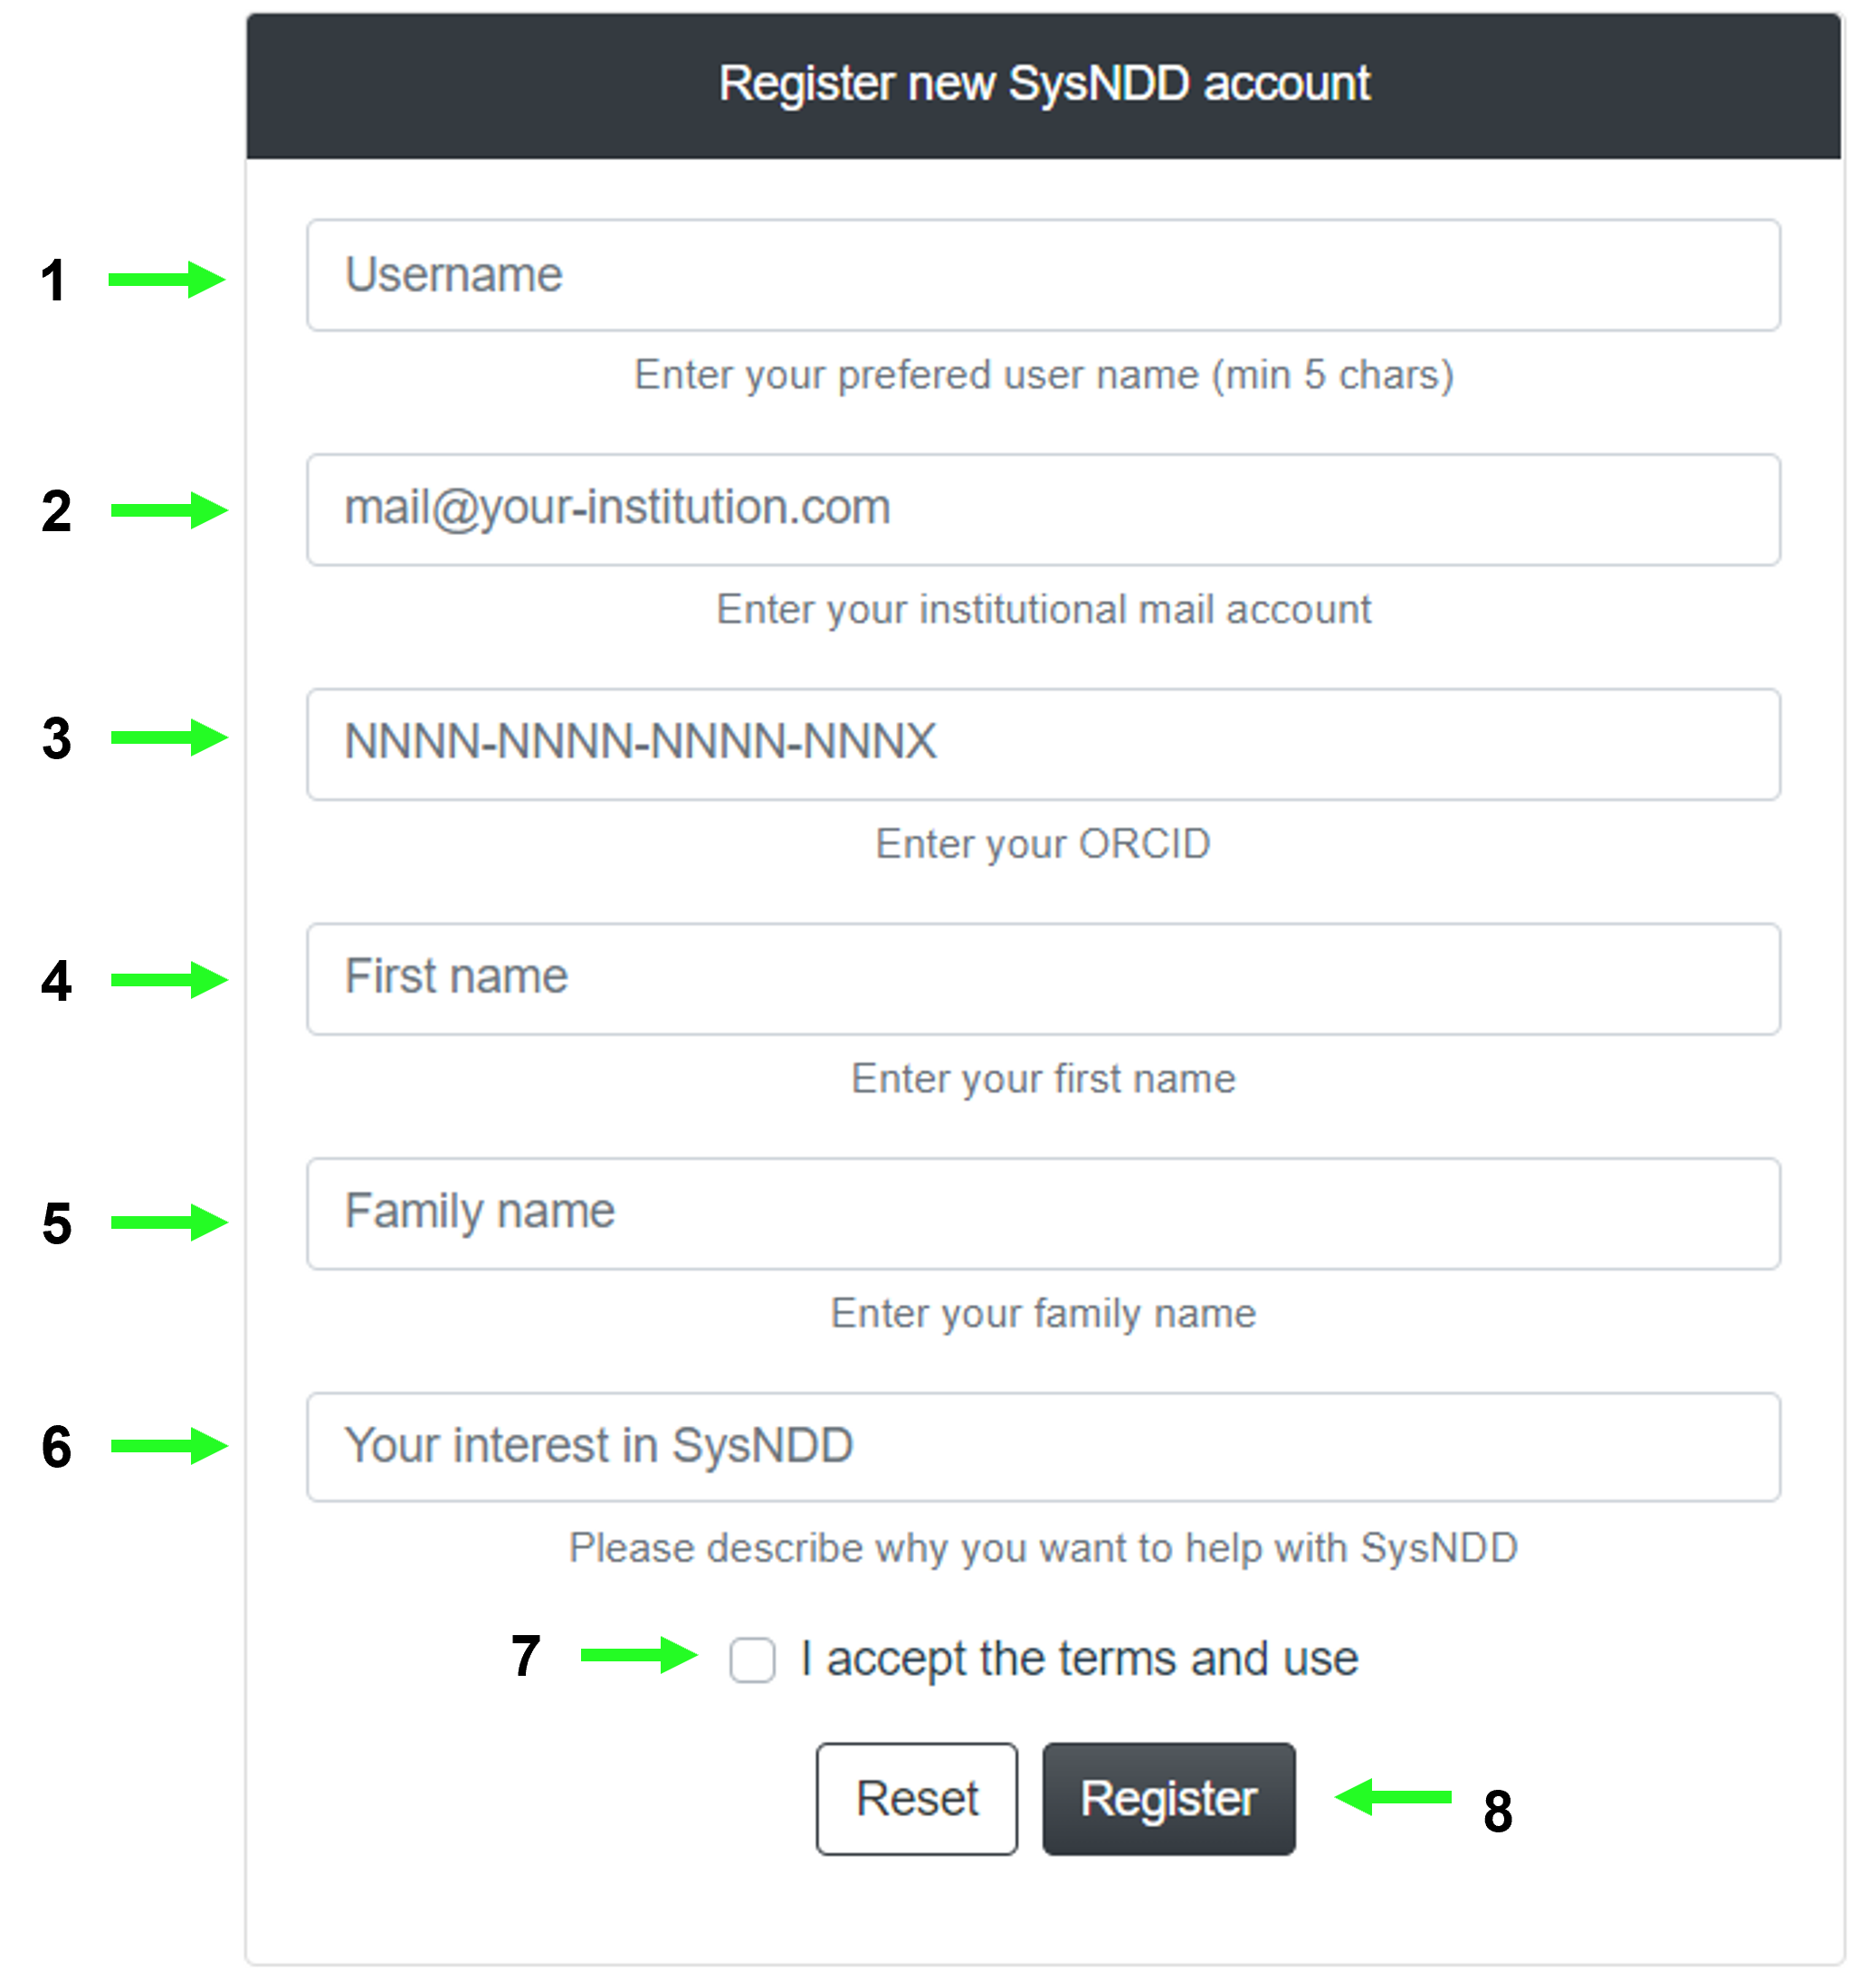 Register new SysNDD account
1
Username
Enter your prefered user name (min 5 chars)
2
mail@your-institution.com
Enter your institutional mail account
3
NNNN-NNNN-NNNN-NNNX
Enter your ORCID
4
First name
Enter your first name
5
Family name
Enter your family name
6
Your interest in SysNDD
Please describe why you want to help with SysNDD
7
I accept the terms and use
Reset
Register
8